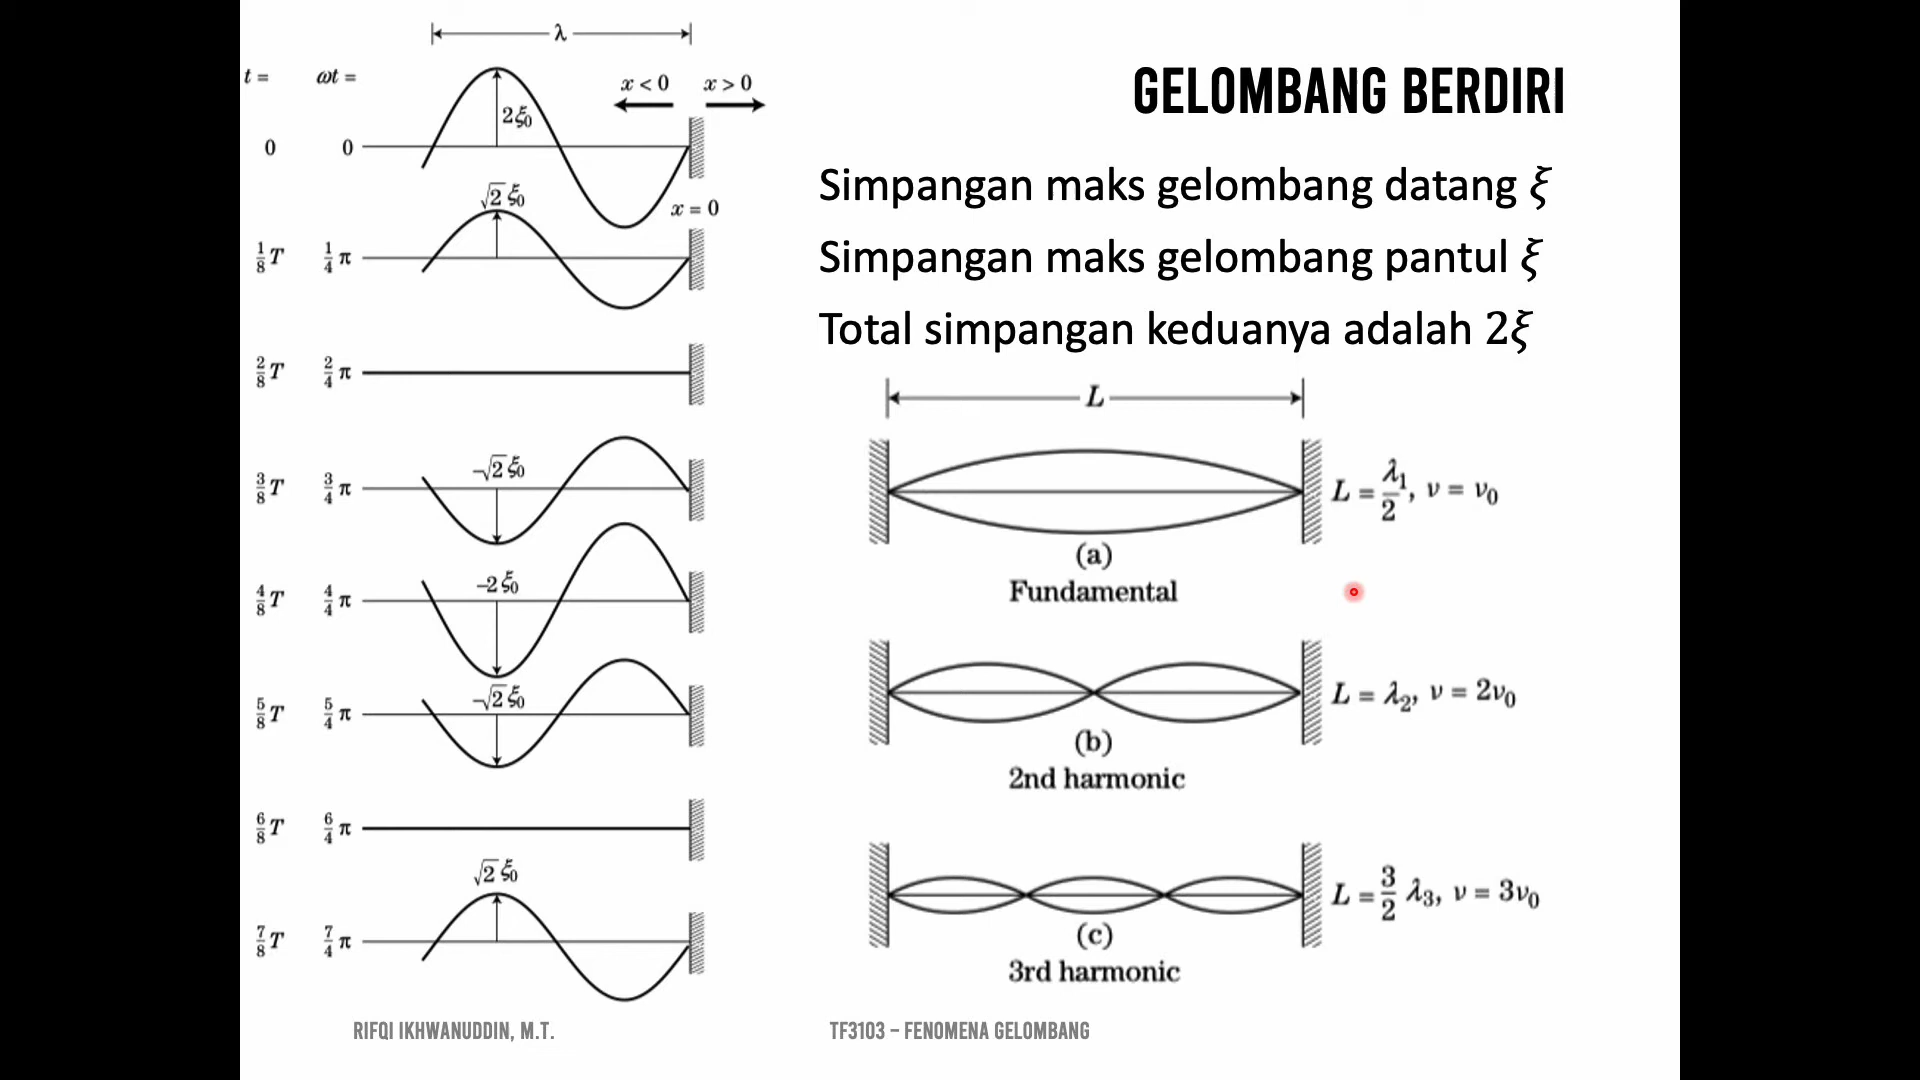 λ
t = ωt = x < 0 x > 0
2ξ₀
0 0
x = 0
√2 ξ₀
1/8 T 1/4 π
2/8 T 2/4 π
3/8 T 3/4 π –√2 ξ₀
4/8 T 4/4 π –2 ξ₀
5/8 T 5/4 π –√2 ξ₀
6/8 T 6/4 π
√2 ξ₀
7/8 T 7/4 π
GELOMBANG BERDIRI
Simpangan maks gelombang datang ξ
Simpangan maks gelombang pantul ξ
Total simpangan keduanya adalah 2ξ
L
L = λ₁/2, ν = ν₀
(a)
Fundamental
L = λ₂, ν = 2ν₀
(b)
2nd harmonic
L = 3/2 λ₃, ν = 3ν₀
(c)
3rd harmonic
RIFQI IKHWANUDDIN, M.T. TF3103 – FENOMENA GELOMBANG